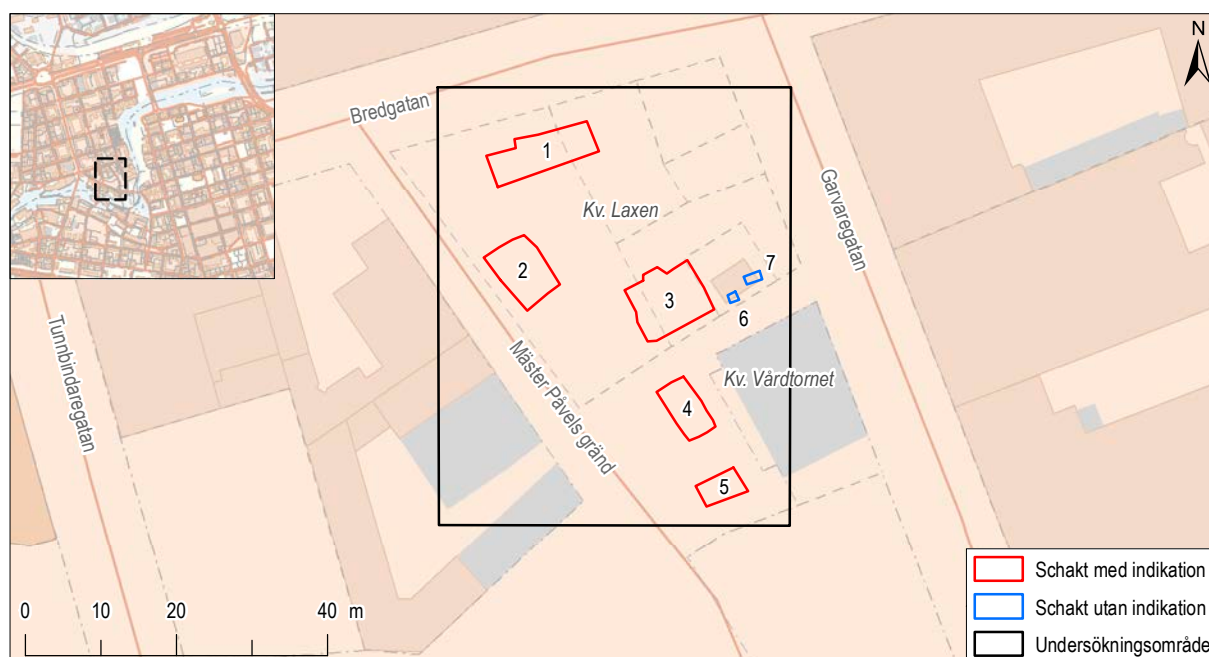 N
Bredgatan
1
Kv. Laxen
Garvaregatan
2
7
3
6
Tunnbindaregatan
Mäster Påvels gränd
Kv. Vårdtornet
4
5
0 10 20 40 m
Schakt med indikation
Schakt utan indikation
Undersökningsområde